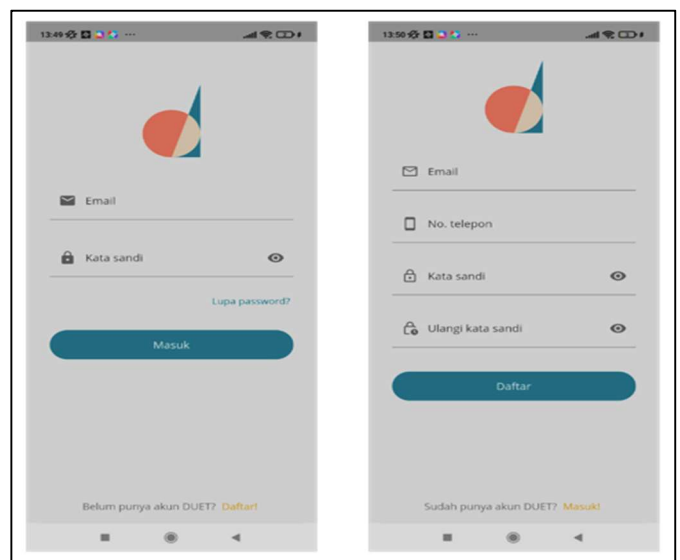 13:49
Email
Kata sandi
Lupa password?
Masuk
Belum punya akun DUET? Daftar!
13:50
Email
No. telepon
Kata sandi
Ulangi kata sandi
Daftar
Sudah punya akun DUET? Masuk!